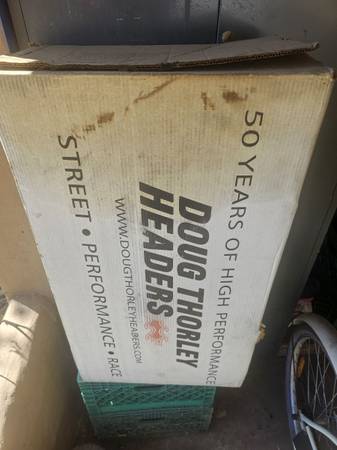 50 YEARS OF HIGH PERFORMANCE
DOUG THORLEY
HEADERS
WWW.DOUGTHORLEYHEADERS.COM
STREET • PERFORMANCE • RACE